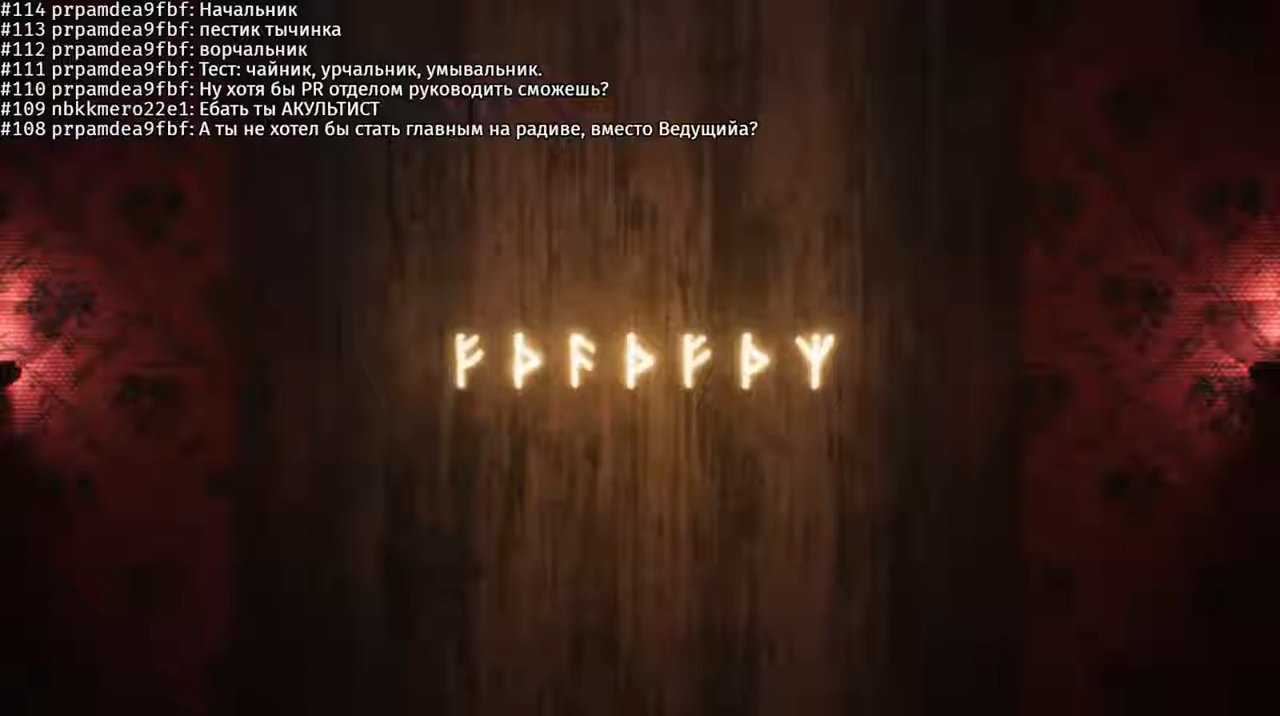 #114 prpamdea9fbf: Начальник
#113 prpamdea9fbf: пестик тычинка
#112 prpamdea9fbf: ворчальник
#111 prpamdea9fbf: Тест: чайник, урчальник, умывальник.
#110 prpamdea9fbf: Ну хотя бы PR отделом руководить сможешь?
#109 nbkkmero22e1: Ебать ты АКУЛЬТИСТ
#108 prpamdea9fbf: А ты не хотел бы стать главным на радиве, вместо Ведущийа?
ᚠᚦᚨᚦᚠᚦᛉ